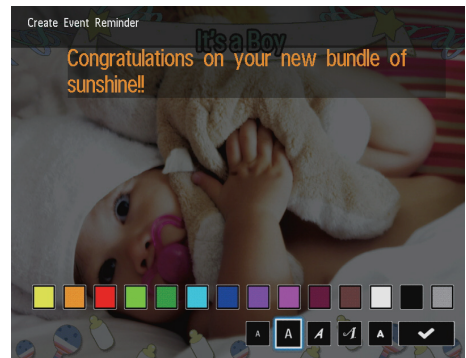 Create Event Reminder
It's a Boy
Congratulations on your new bundle of
sunshine!!
A A A A A